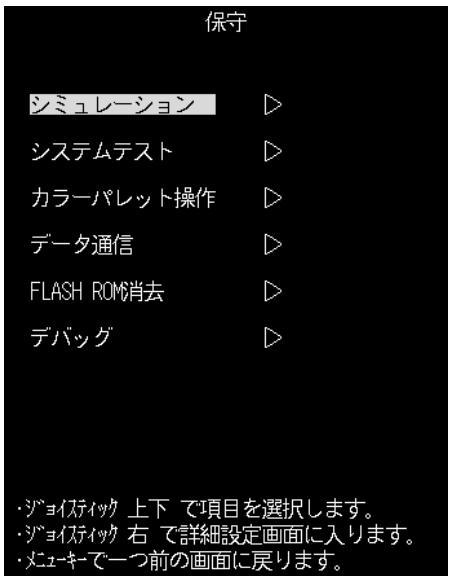 保守
シミュレーション ▷
システムテスト ▷
カラーパレット操作 ▷
データ通信 ▷
FLASH ROM消去 ▷
デバッグ ▷
・ｼﾞｮｲｽﾃｨｯｸ 上下 で項目を選択します。
・ｼﾞｮｲｽﾃｨｯｸ 右 で詳細設定画面に入ります。
・ﾒﾆｭｰｷｰで一つ前の画面に戻ります。